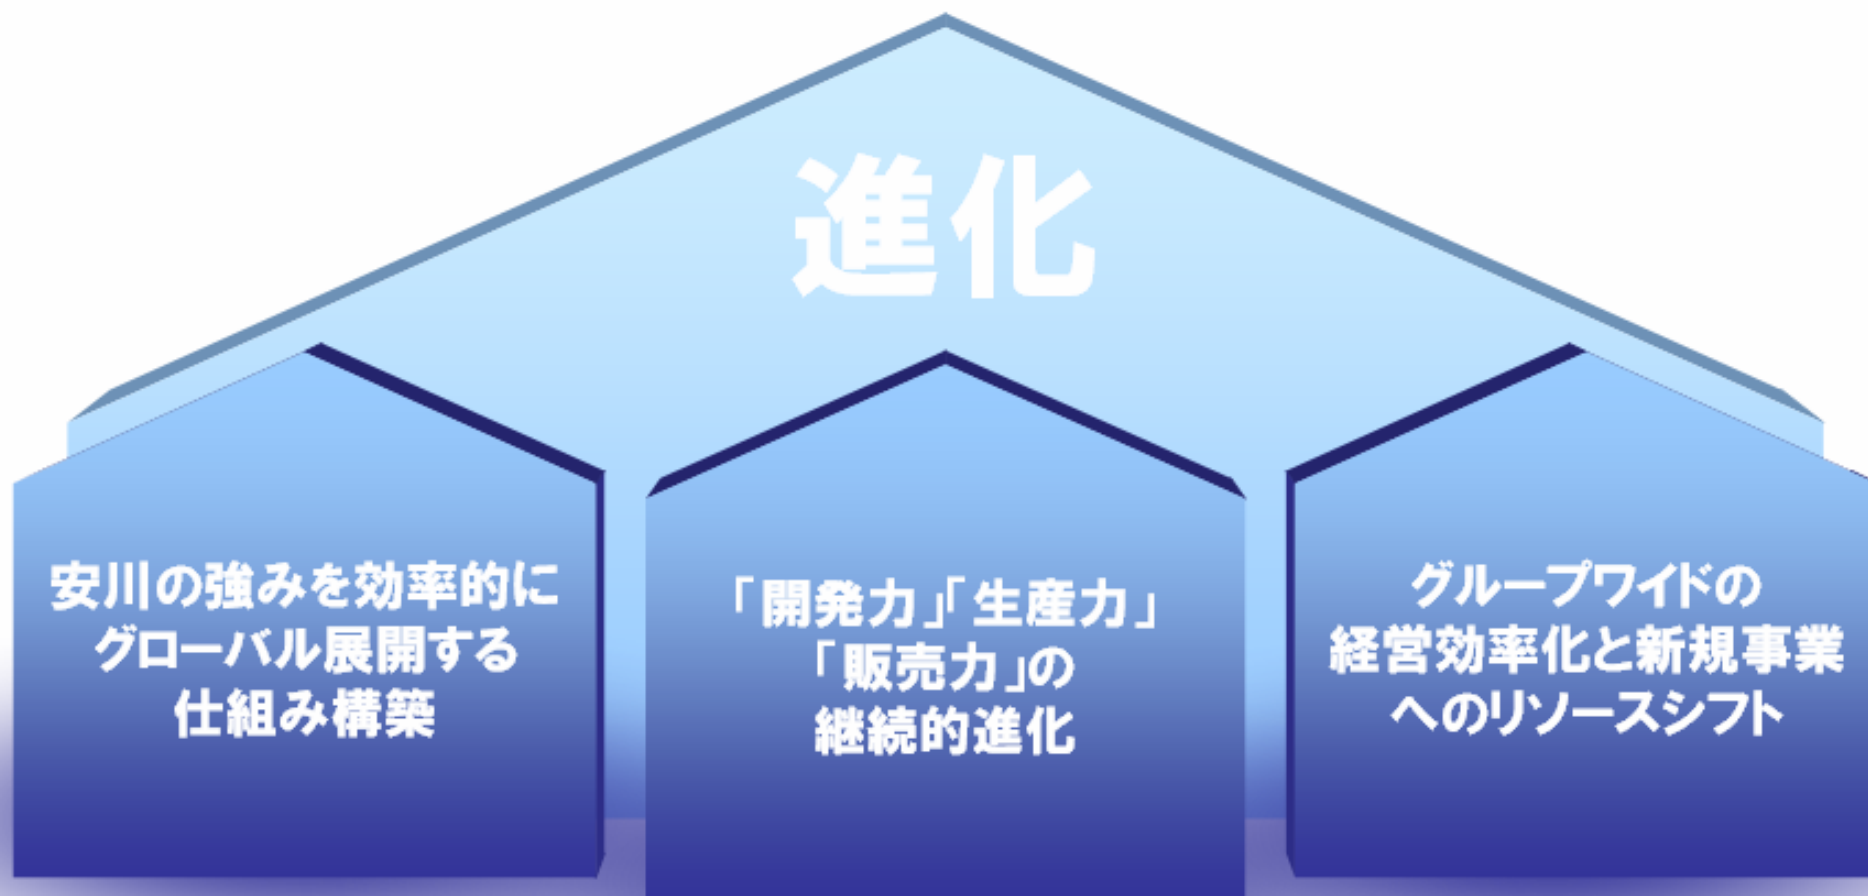 進化
安川の強みを効率的に
グローバル展開する
仕組み構築
「開発力」「生産力」
「販売力」の
継続的進化
グループワイドの
経営効率化と新規事業
へのリソースシフト